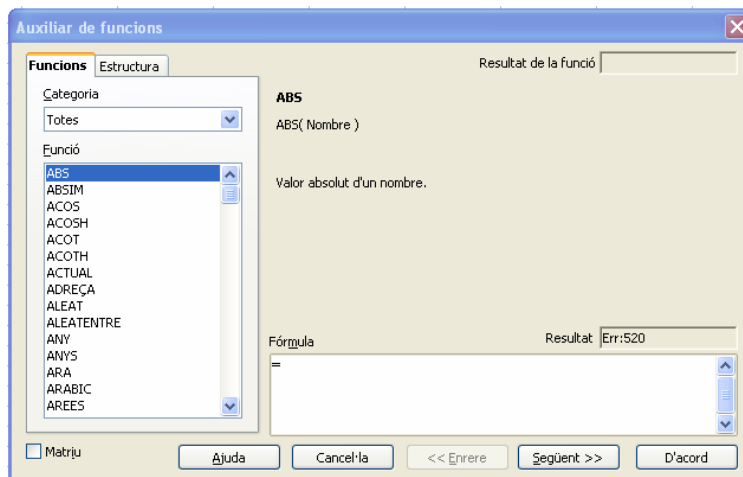 Auxiliar de funcions
Funcions Estructura
Resultat de la funció
Categoria
Totes
Funció
ABS
ABSIM
ACOS
ACOSH
ACOT
ACOTH
ACTUAL
ADREÇA
ALEAT
ALEATENTRE
ANY
ANYS
ARA
ARABIC
AREES
ABS
ABS( Nombre )
Valor absolut d'un nombre.
Fórmula
Resultat Err:520
=
Matriu
Ajuda
Cancel·la
<< Enrere
Següent >>
D'acord